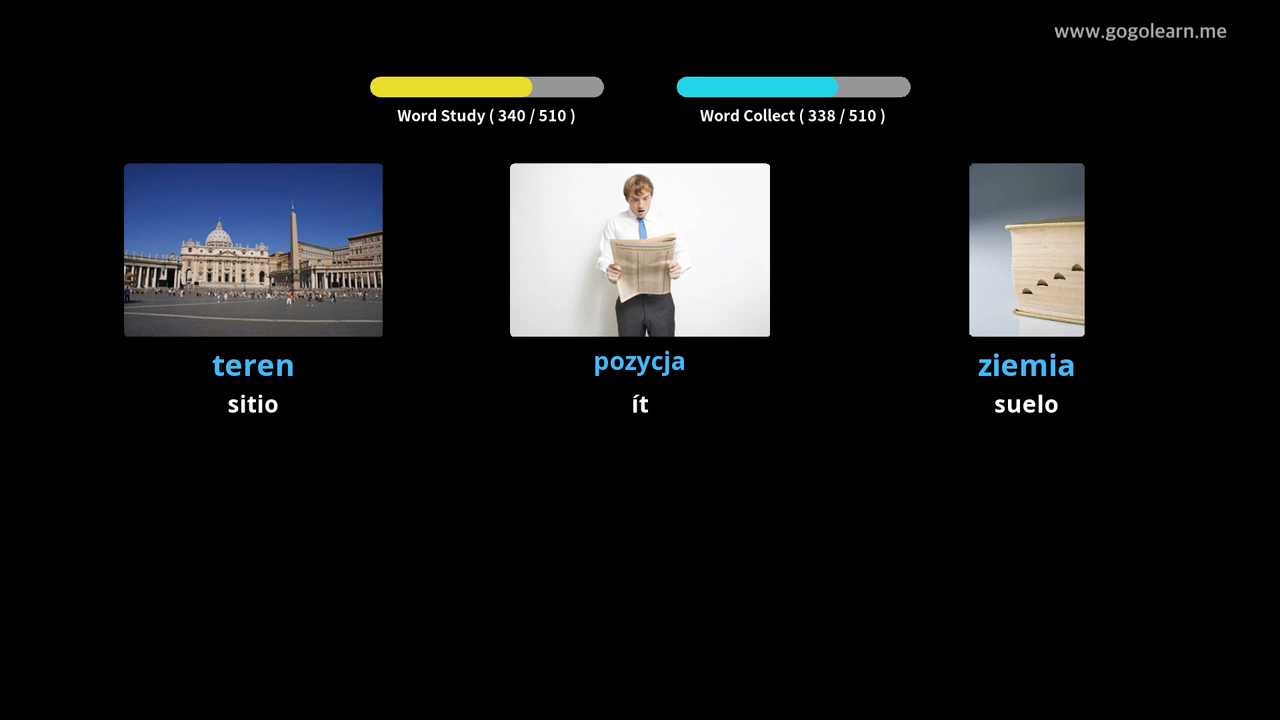 www.gogolearn.me
Word Study ( 340 / 510 )
Word Collect ( 338 / 510 )
teren
pozycja
ziemia
sitio
ít
suelo